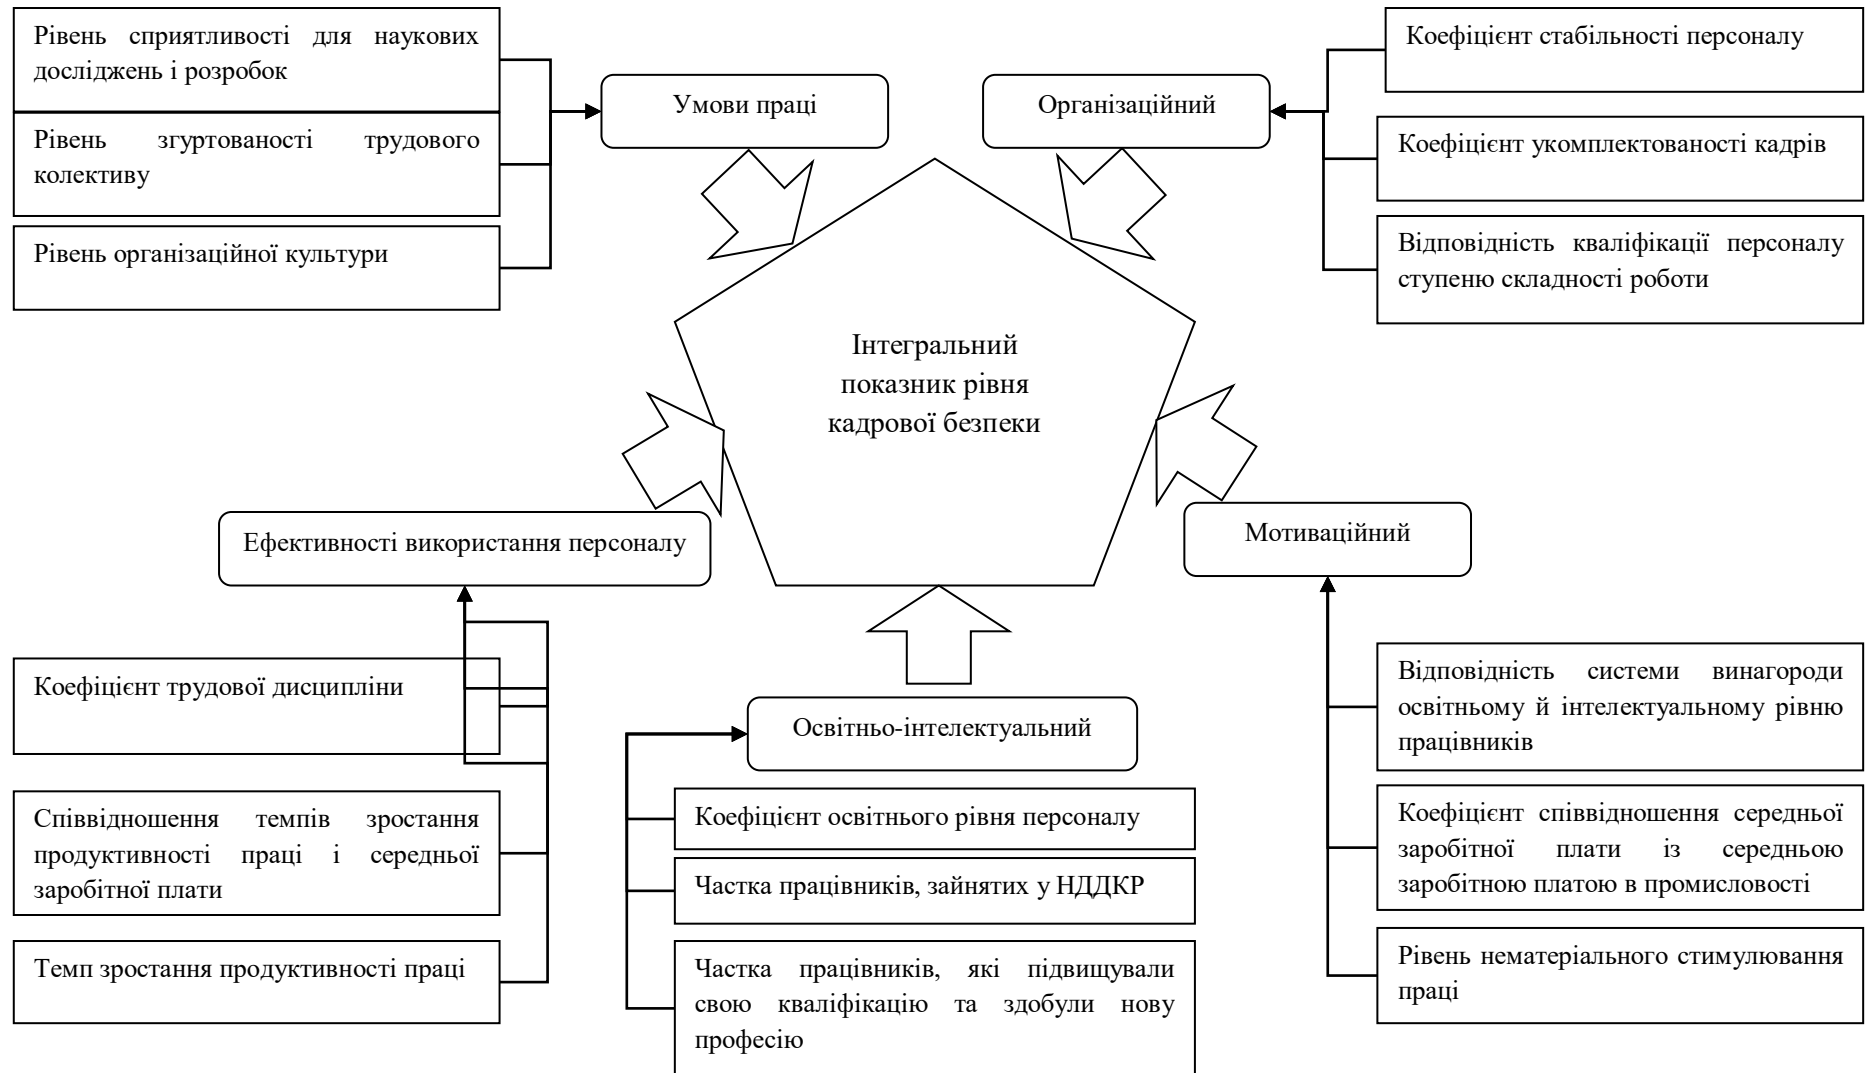 Рівень сприятливості для наукових
досліджень і розробок
Рівень згуртованості трудового
колективу
Рівень організаційної культури
Умови праці
Організаційний
Коефіцієнт стабільності персоналу
Коефіцієнт укомплектованості кадрів
Відповідність кваліфікації персоналу
ступеню складності роботи
Інтегральний
показник рівня
кадрової безпеки
Ефективності використання персоналу
Мотиваційний
Коефіцієнт трудової дисципліни
Співвідношення темпів зростання
продуктивності праці і середньої
заробітної плати
Темп зростання продуктивності праці
Освітньо-інтелектуальний
Коефіцієнт освітнього рівня персоналу
Частка працівників, зайнятих у НДДКР
Частка працівників, які підвищували
свою кваліфікацію та здобули нову
професію
Відповідність системи винагороди
освітньому й інтелектуальному рівню
працівників
Коефіцієнт співвідношення середньої
заробітної плати із середньою
заробітною платою в промисловості
Рівень нематеріального стимулювання
праці